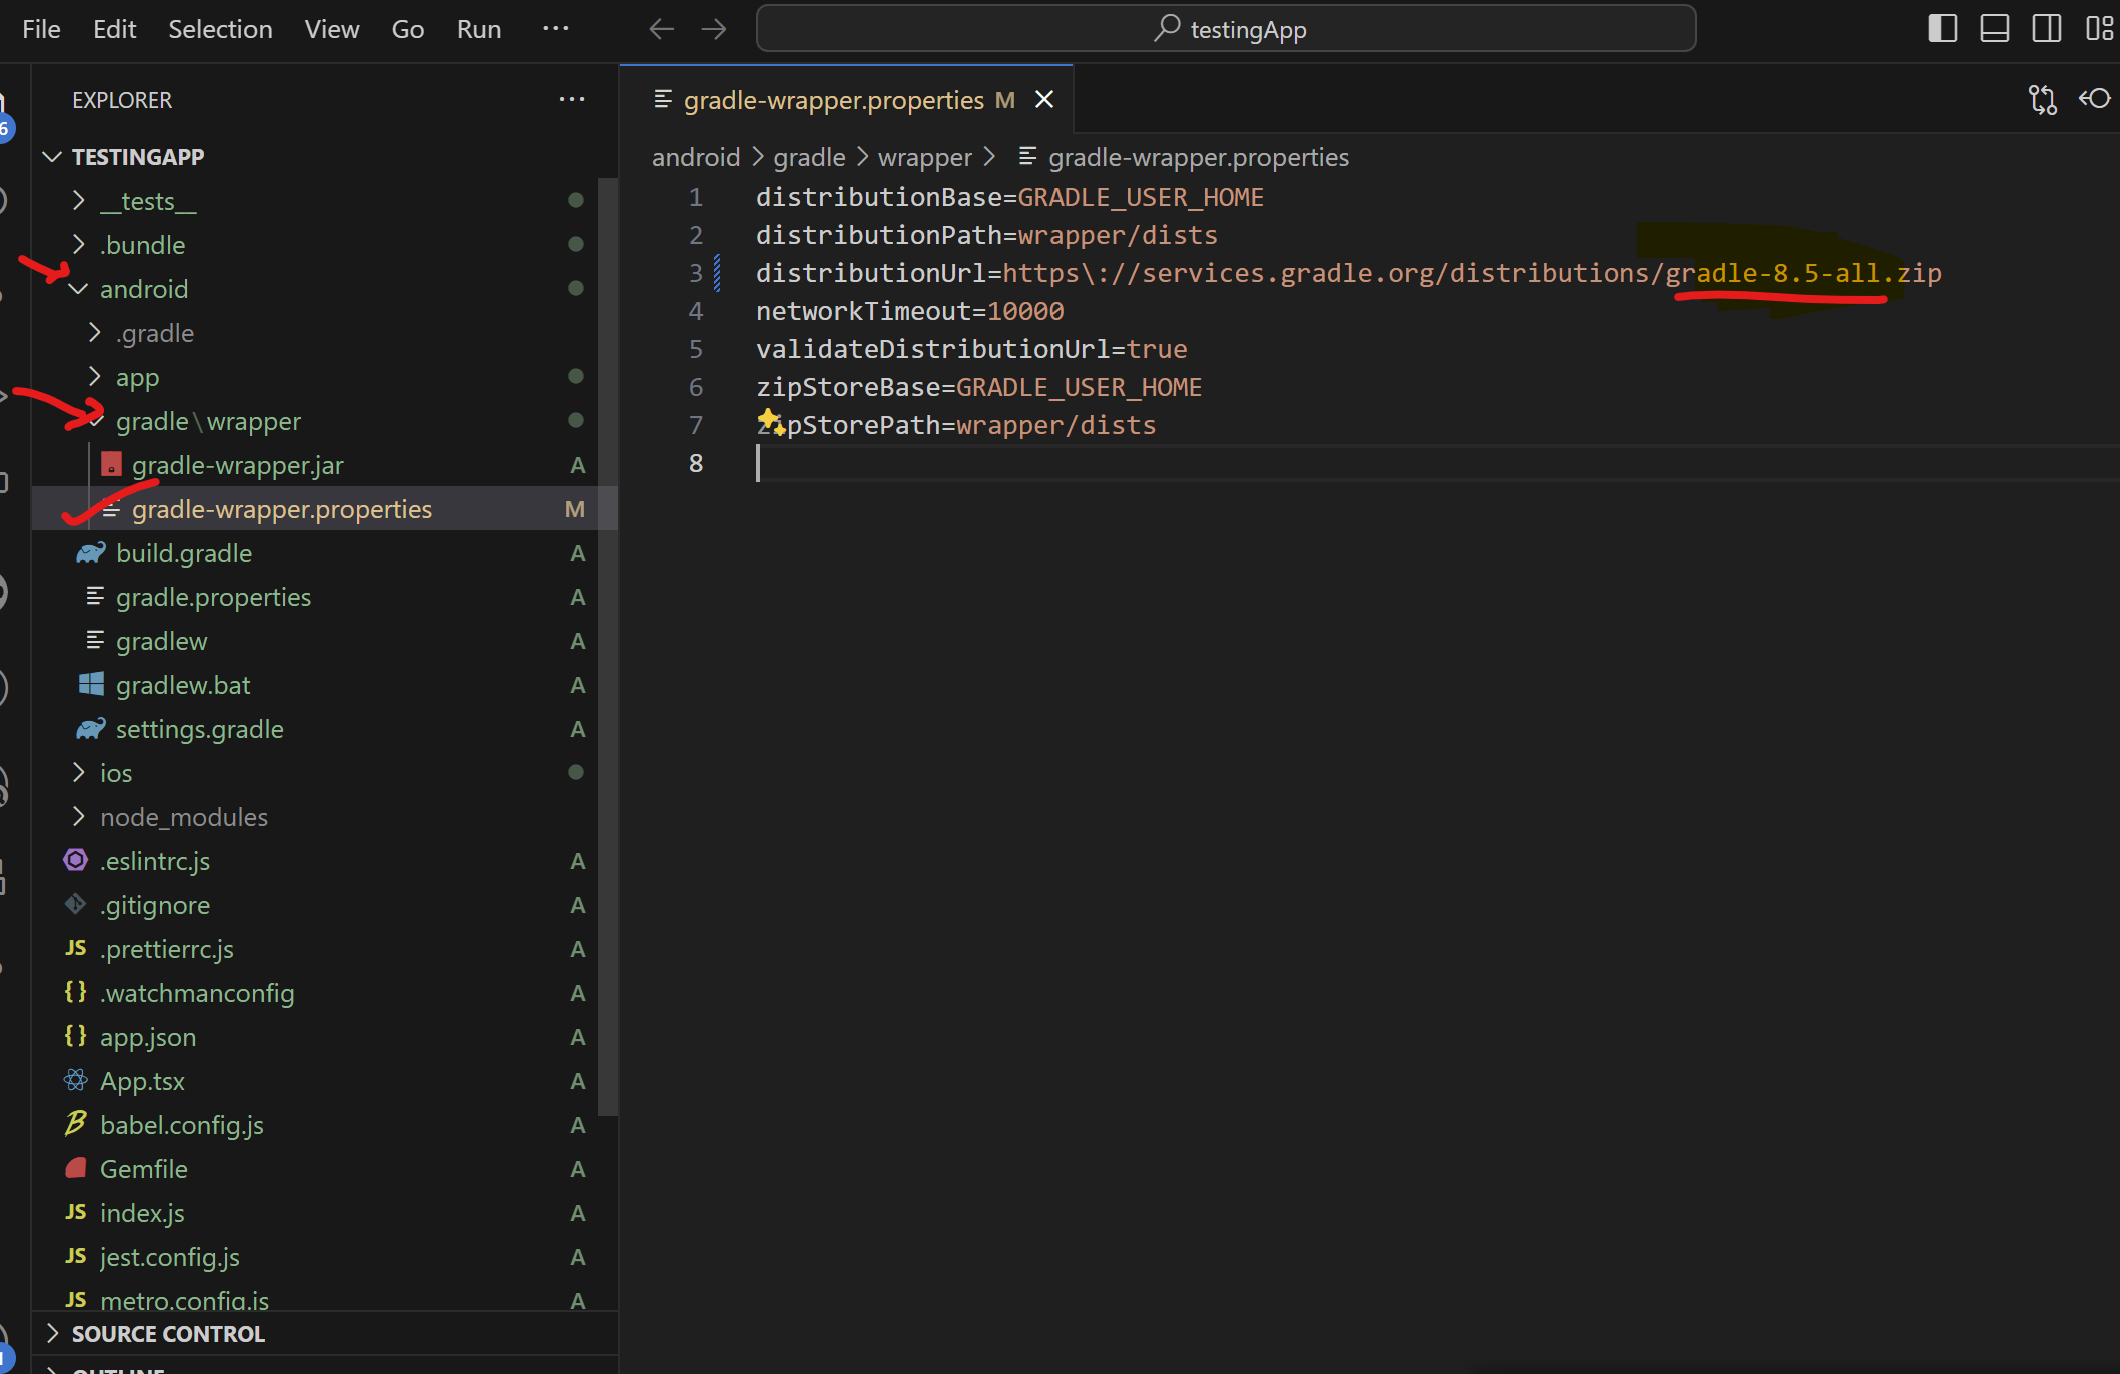 File Edit Selection View Go Run ···
testingApp
EXPLORER ···
TESTINGAPP
__tests__
.bundle
android
.gradle
app
gradle\wrapper
gradle-wrapper.jar A
gradle-wrapper.properties M
build.gradle A
gradle.properties A
gradlew A
gradlew.bat A
settings.gradle A
ios
node_modules
.eslintrc.js A
.gitignore A
JS .prettierrc.js A
{} .watchmanconfig A
{} app.json A
App.tsx A
babel.config.js A
Gemfile A
JS index.js A
JS jest.config.js A
JS metro.config.js A
SOURCE CONTROL
OUTLINE
gradle-wrapper.properties M
android > gradle > wrapper > gradle-wrapper.properties
1 distributionBase=GRADLE_USER_HOME
2 distributionPath=wrapper/dists
3 distributionUrl=https\://services.gradle.org/distributions/gradle-8.5-all.zip
4 networkTimeout=10000
5 validateDistributionUrl=true
6 zipStoreBase=GRADLE_USER_HOME
7 zipStorePath=wrapper/dists
8